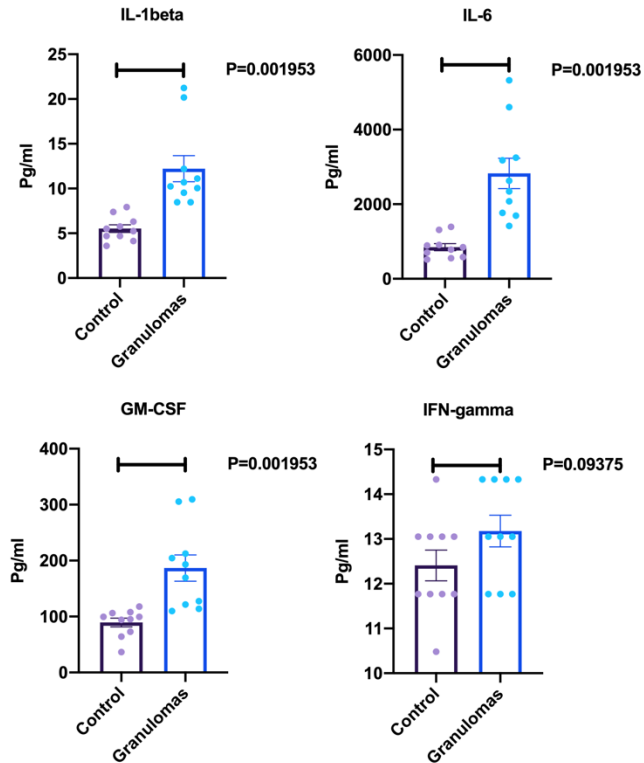 IL-1beta
P=0.001953
25
20
15
10
5
0
Pg/ml
Control
Granulomas
IL-6
P=0.001953
6000
4000
2000
0
Pg/ml
Control
Granulomas
GM-CSF
P=0.001953
400
300
200
100
0
Pg/ml
Control
Granulomas
IFN-gamma
P=0.09375
15
14
13
12
11
10
Pg/ml
Control
Granulomas